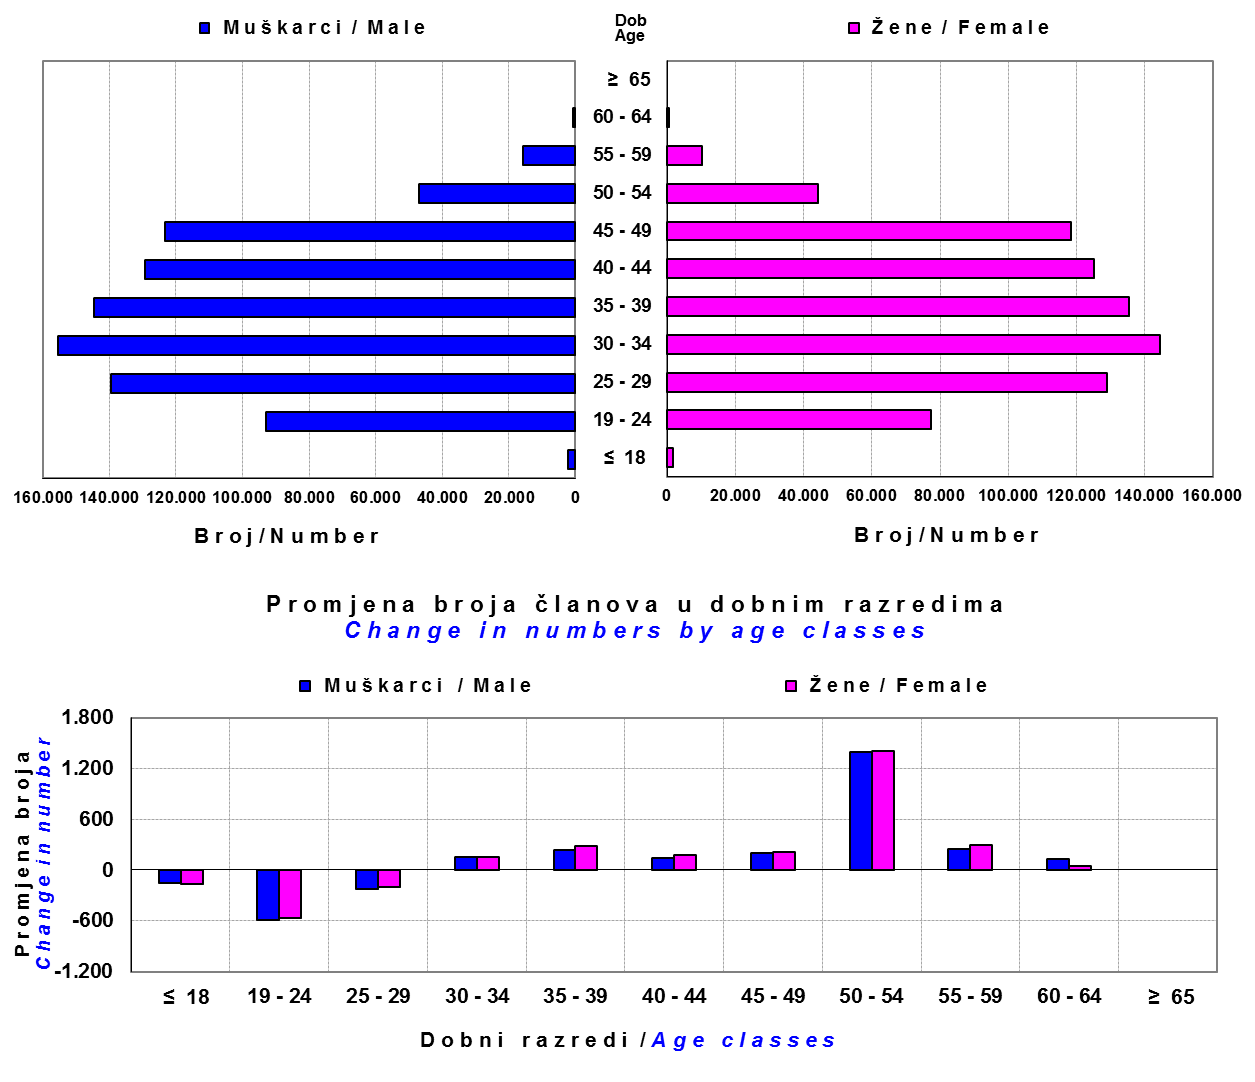 Muškarci / Male
Dob
Age
Žene / Female
≥ 65
60 - 64
55 - 59
50 - 54
45 - 49
40 - 44
35 - 39
30 - 34
25 - 29
19 - 24
≤ 18
160.000 140.000 120.000 100.000 80.000 60.000 40.000 20.000 0
0 20.000 40.000 60.000 80.000 100.000 120.000 140.000 160.000
Broj/Number
Broj/Number
Promjena broja članova u dobnim razredima
Change in numbers by age classes
Muškarci / Male
Žene / Female
Promjena broja
Change in number
1.800
1.200
600
0
-600
-1.200
≤ 18 19 - 24 25 - 29 30 - 34 35 - 39 40 - 44 45 - 49 50 - 54 55 - 59 60 - 64 ≥ 65
Dobni razredi /Age classes